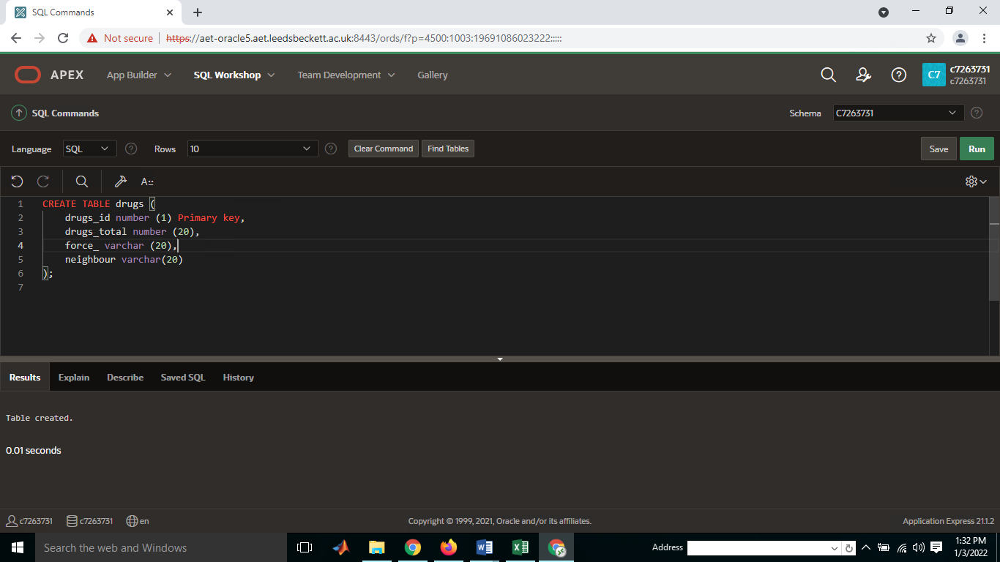 SQL Commands
Not secure https://aet-oracle5.aet.leedsbeckett.ac.uk:8443/ords/f?p=4500:1003:19691086023222:::::
APEX App Builder SQL Workshop Team Development Gallery C7 c7263731
c7263731
SQL Commands Schema C7263731
Language SQL Rows 10 Clear Command Find Tables Save Run
A::
1 CREATE TABLE drugs (
2 drugs_id number (1) Primary key,
3 drugs_total number (20),
4 force_ varchar (20),
5 neighbour varchar(20)
6 );
7
Results Explain Describe Saved SQL History
Table created.
0.01 seconds
c7263731 c7263731 en Copyright © 1999, 2021, Oracle and/or its affiliates. Application Express 21.1.2
Search the web and Windows Address 1:32 PM
1/3/2022